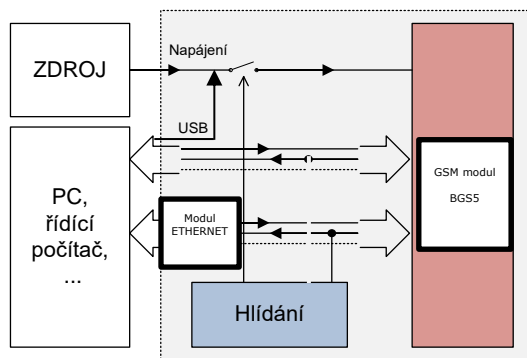 Napájení
ZDROJ
USB
PC,
řídící
počítač,
...
Modul
ETHERNET
GSM modul
BGS5
Hlídání